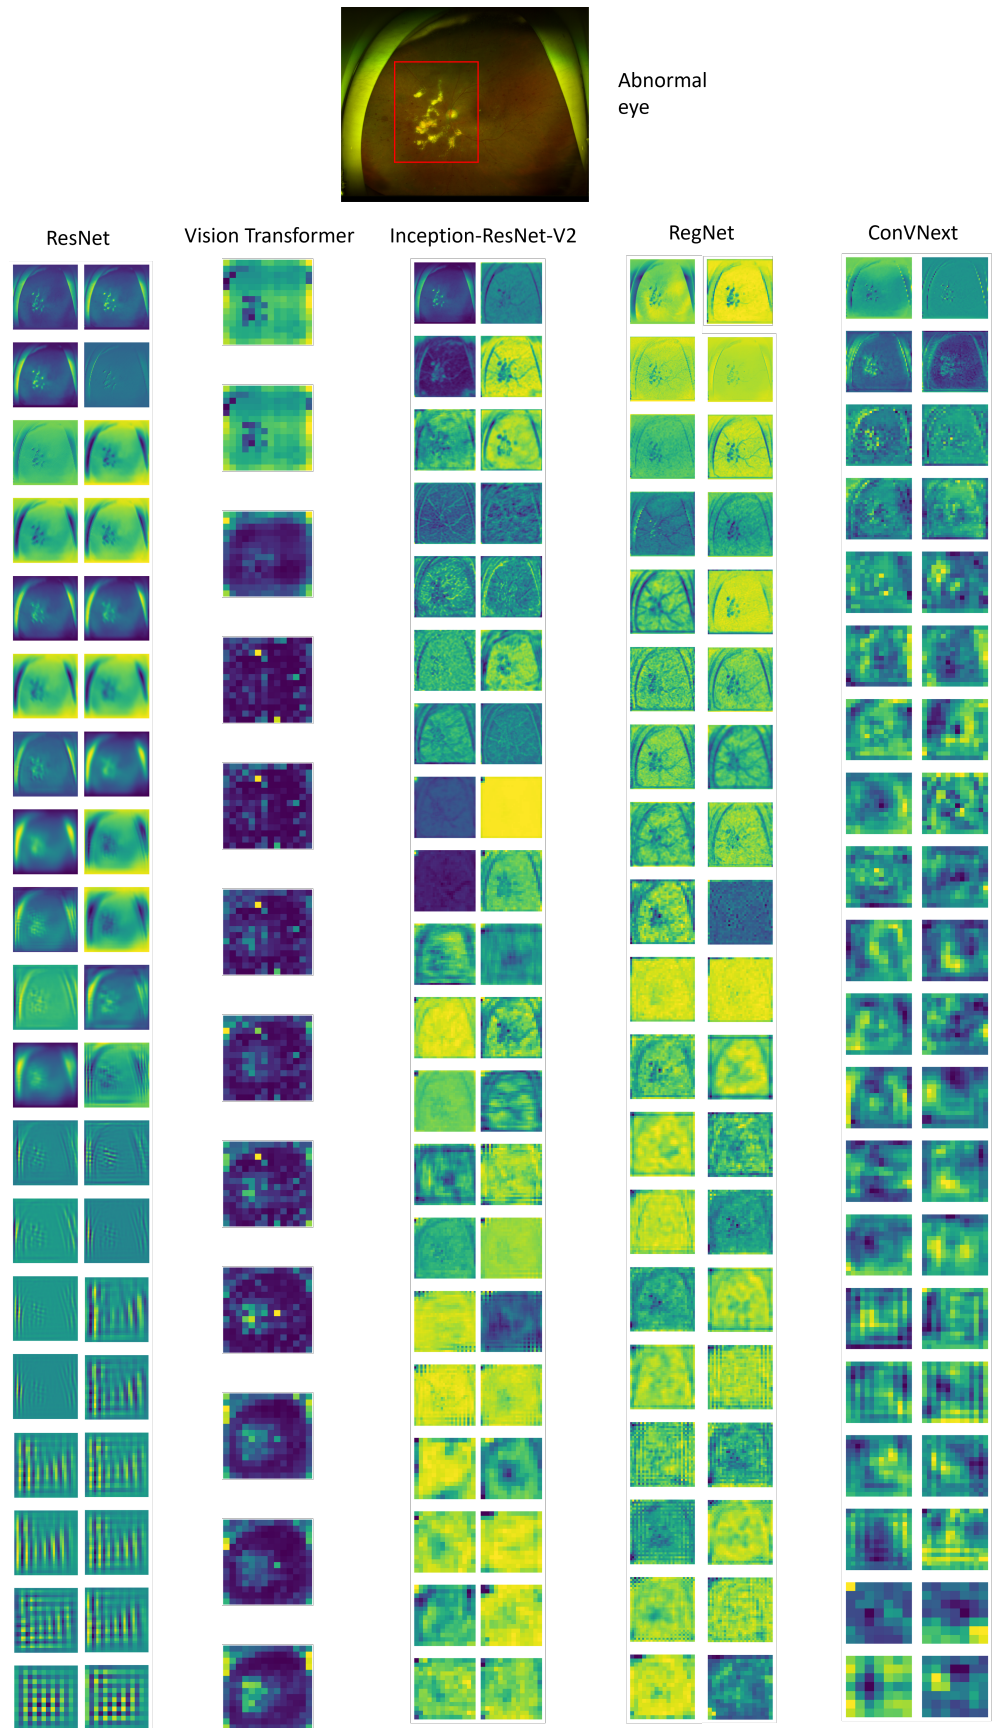 Abnormal
eye
ResNet
Vision Transformer
Inception-ResNet-V2
RegNet
ConVNext